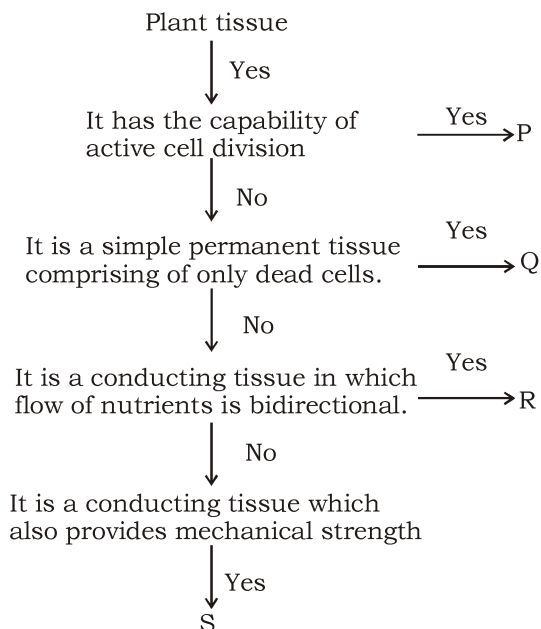 Plant tissue
Yes
It has the capability of
active cell division
Yes
P
No
It is a simple permanent tissue
comprising of only dead cells.
Yes
Q
No
It is a conducting tissue in which
flow of nutrients is bidirectional.
Yes
R
No
It is a conducting tissue which
also provides mechanical strength
Yes
S